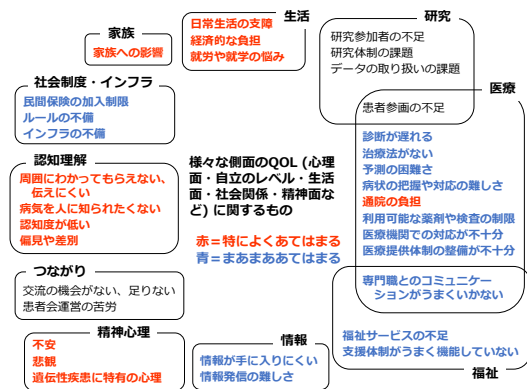 家族
家族への影響
生活
日常生活の支障
経済的な負担
就労や就学の悩み
研究
研究参加者の不足
研究体制の課題
データの取り扱いの課題
患者参画の不足
医療
診断が遅れる
治療法がない
予測の困難さ
病状の把握や対応の難しさ
通院の負担
利用可能な薬剤や検査の制限
医療機関での対応が不十分
医療提供体制の整備が不十分
専門職とのコミュニケー
ションがうまくいかない
福祉サービスの不足
支援体制がうまく機能していない
福祉
社会制度・インフラ
民間保険の加入制限
ルールの不備
インフラの不備
認知理解
周囲にわかってもらえない、
伝えにくい
病気を人に知られたくない
認知度が低い
偏見や差別
様々な側面のQOL (心理
面・自立のレベル・生活
面・社会関係・精神面な
ど) に関するもの
赤＝特によくあてはまる
青＝まあまああてはまる
つながり
交流の機会がない、足りない
患者会運営の苦労
精神心理
不安
悲観
遺伝性疾患に特有の心理
情報
情報が手に入りにくい
情報発信の難しさ